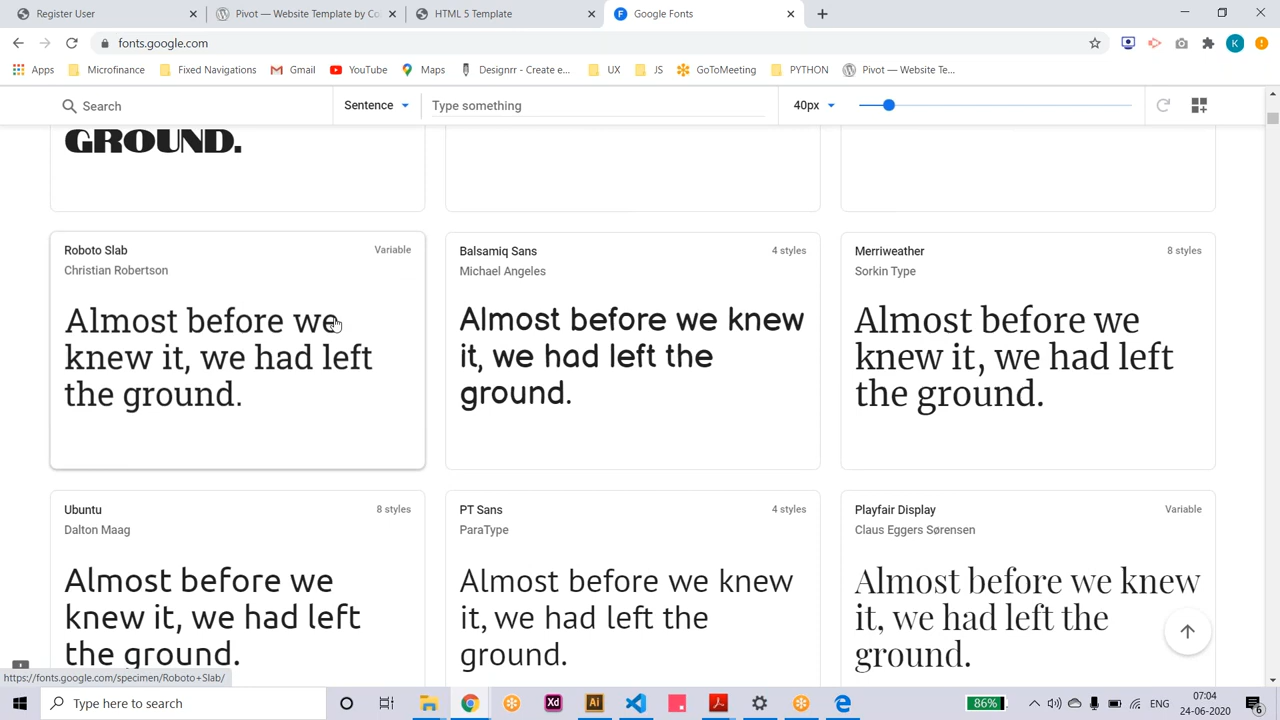 Register User
Pivot — Website Template by Co
HTML 5 Template
Google Fonts
fonts.google.com
K
Apps
Microfinance
Fixed Navigations
Gmail
YouTube
Maps
Designrr - Create e...
UX
JS
GoToMeeting
PYTHON
Pivot — Website Te...
Search
Sentence
Type something
40px
GROUND.
Roboto Slab
Variable
Christian Robertson
Almost before we
knew it, we had left
the ground.
Balsamiq Sans
4 styles
Michael Angeles
Almost before we knew
it, we had left the
ground.
Merriweather
8 styles
Sorkin Type
Almost before we
knew it, we had left
the ground.
Ubuntu
8 styles
Dalton Maag
Almost before we
knew it, we had left
the ground.
PT Sans
4 styles
ParaType
Almost before we knew
it, we had left the
ground.
Playfair Display
Variable
Claus Eggers Sørensen
Almost before we knew
it, we had left the
ground.
https://fonts.google.com/specimen/Roboto+Slab/
Type here to search
Xd
Ai
86%
ENG
07:04
24-06-2020
6